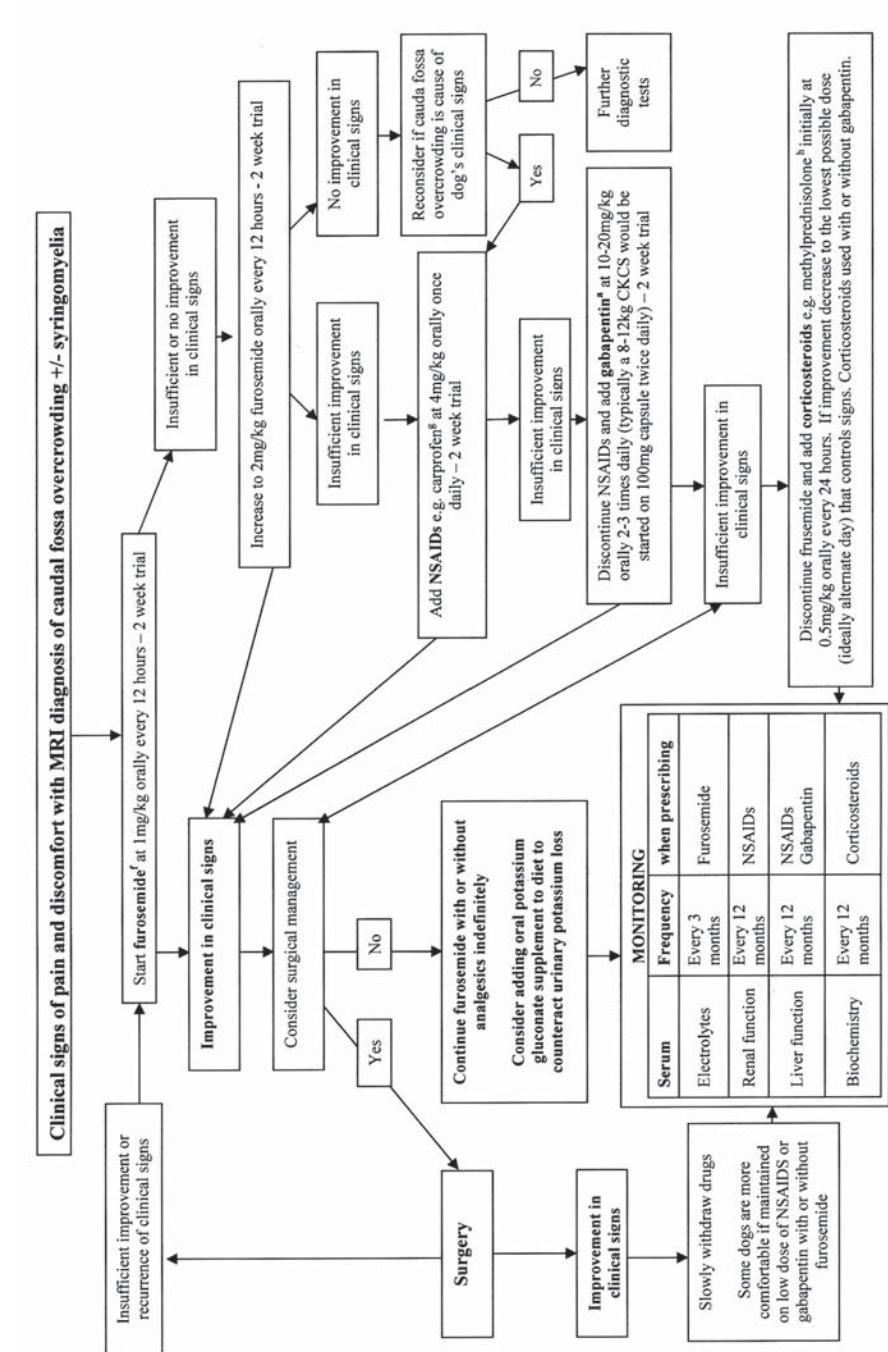 Clinical signs of pain and discomfort with MRI diagnosis of caudal fossa overcrowding +/- syringomyelia
Insufficient improvement or
recurrence of clinical signs
Start furosemideᶠ at 1mg/kg orally every 12 hours – 2 week trial
Insufficient or no improvement
in clinical signs
Improvement in clinical signs
Increase to 2mg/kg furosemide orally every 12 hours - 2 week trial
Consider surgical management
Insufficient improvement
in clinical signs
No improvement in
clinical signs
Yes
No
Add NSAIDs e.g. carprofenᵍ at 4mg/kg orally once
daily – 2 week trial
Reconsider if cauda fossa
overcrowding is cause of
dog's clinical signs
Surgery
Continue furosemide with or without
analgesics indefinitely
Consider adding oral potassium
gluconate supplement to diet to
counteract urinary potassium loss
Insufficient improvement
in clinical signs
Yes
No
Improvement in
clinical signs
Discontinue NSAIDs and add gabapentinᵃ at 10-20mg/kg
orally 2-3 times daily (typically a 8-12kg CKCS would be
started on 100mg capsule twice daily) – 2 week trial
Further
diagnostic
tests
Slowly withdraw drugs
Some dogs are more
comfortable if maintained
on low dose of NSAIDS or
gabapentin with or without
furosemide
MONITORING
Serum Frequency when prescribing
Electrolytes Every 3 months Furosemide
Renal function Every 12 months NSAIDs
Liver function Every 12 months NSAIDs Gabapentin
Biochemistry Every 12 months Corticosteroids
Insufficient improvement in
clinical signs
Discontinue frusemide and add corticosteroids e.g. methylprednisolone ʰ initially at
0.5mg/kg orally every 24 hours. If improvement decrease to the lowest possible dose
(ideally alternate day) that controls signs. Corticosteroids used with or without gabapentin.